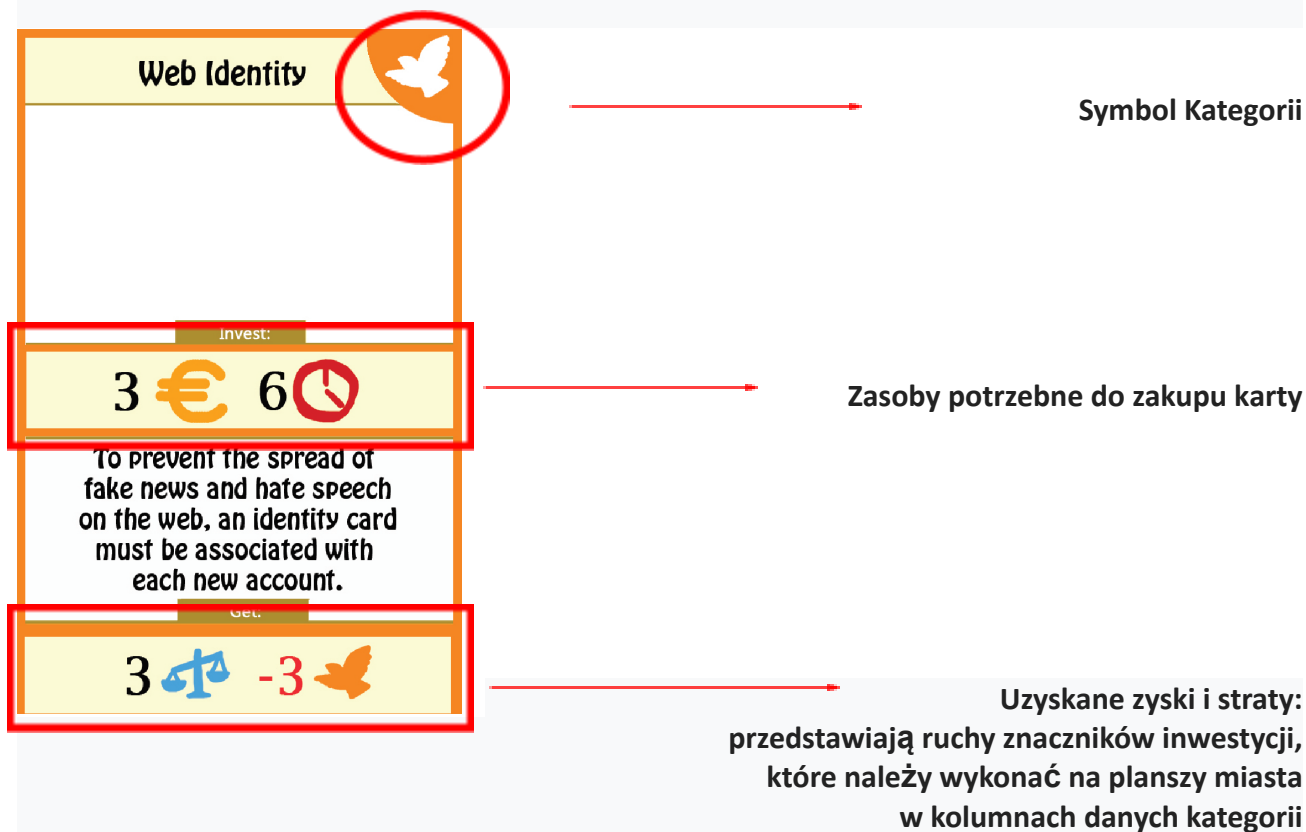 Web Identity
Symbol Kategorii
Invest:
3 € 6
Zasoby potrzebne do zakupu karty
To prevent the spread of
fake news and hate speech
on the web, an identity card
must be associated with
each new account.
Get:
3 -3
Uzyskane zyski i straty:
przedstawiają ruchy znaczników inwestycji,
które należy wykonać na planszy miasta
w kolumnach danych kategorii